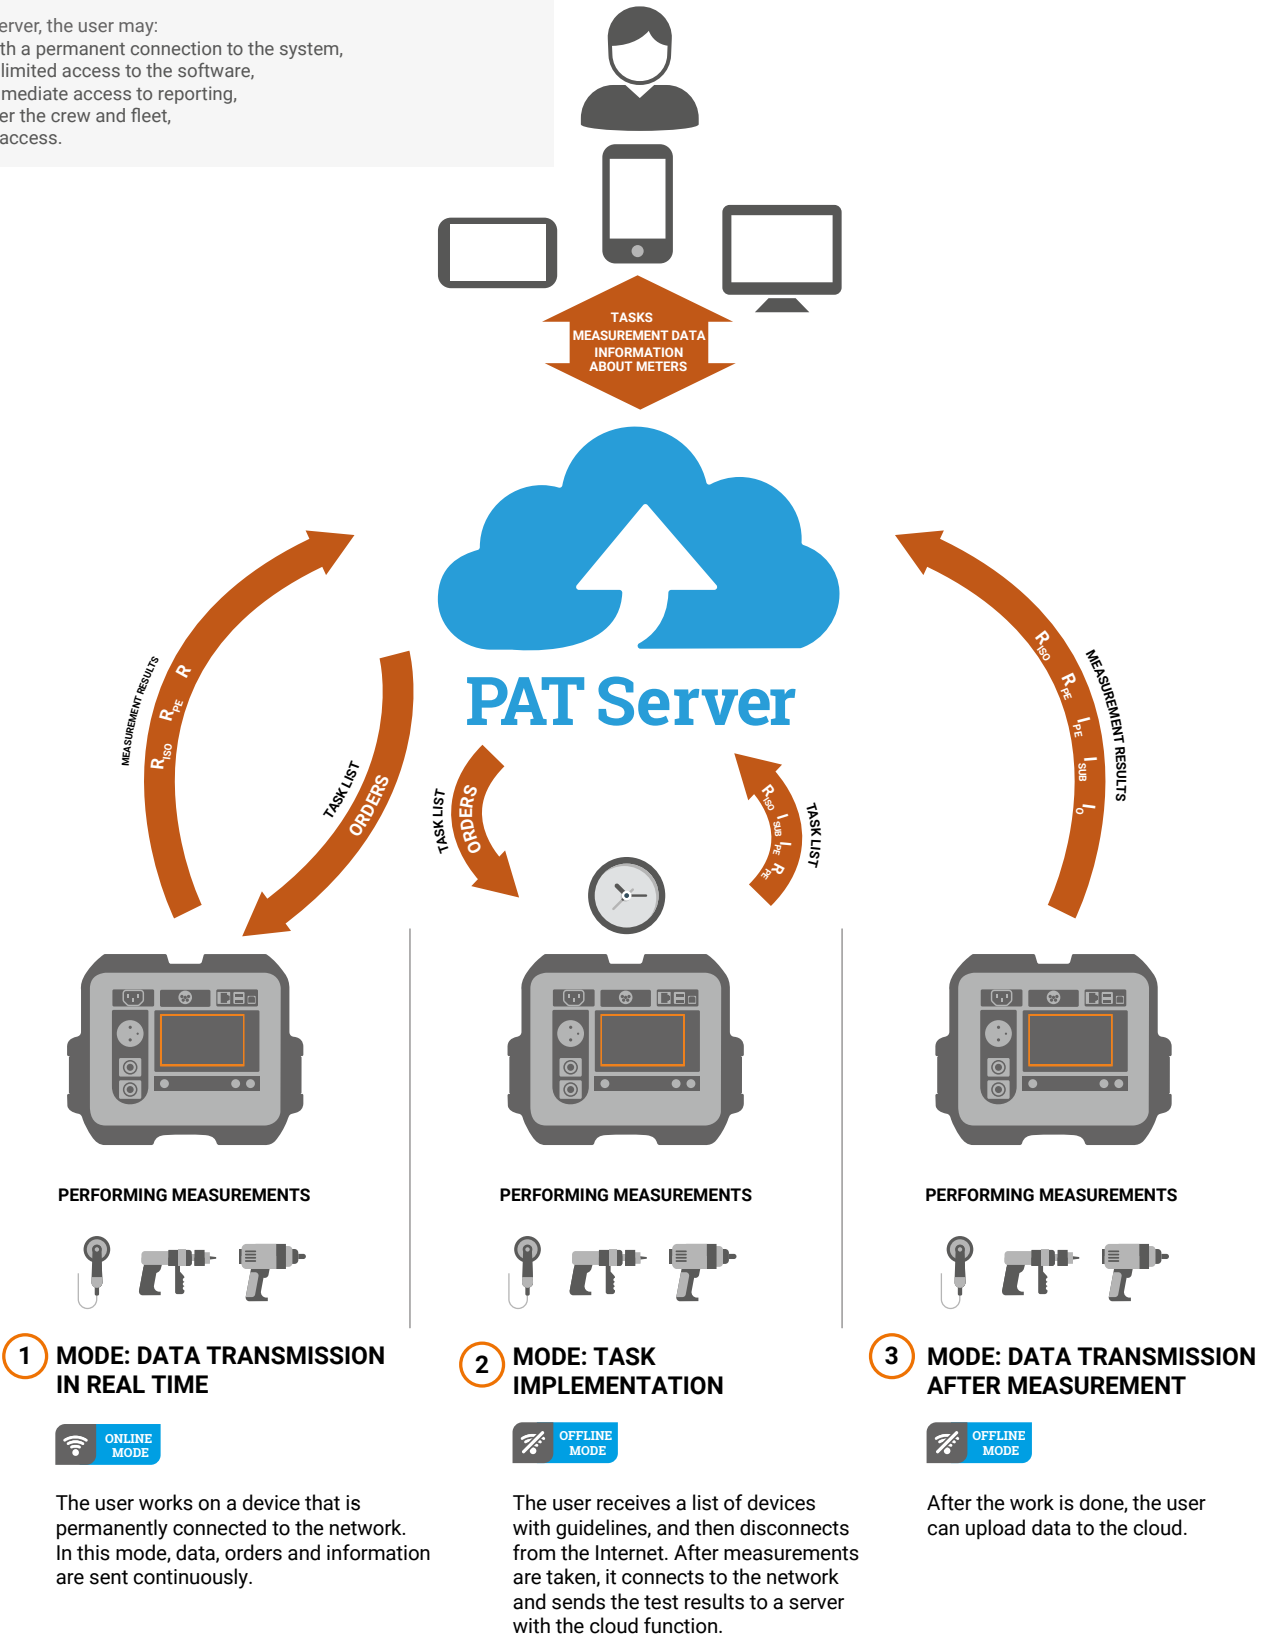 erver, the user may:
th a permanent connection to the system,
limited access to the software,
mediate access to reporting,
er the crew and fleet,
access.
TASKS
MEASUREMENT DATA
INFORMATION
ABOUT METERS
PAT Server
MEASUREMENT RESULTS
RISO RPE R
TASK LIST
ORDERS
TASK LIST
ORDERS
RISO ISUB IPE RPE
TASK LIST
RISO RPE IPE ISUB IO
MEASUREMENT RESULTS
PERFORMING MEASUREMENTS
PERFORMING MEASUREMENTS
PERFORMING MEASUREMENTS
1 MODE: DATA TRANSMISSION
IN REAL TIME
ONLINE
MODE
The user works on a device that is
permanently connected to the network.
In this mode, data, orders and information
are sent continuously.
2 MODE: TASK
IMPLEMENTATION
OFFLINE
MODE
The user receives a list of devices
with guidelines, and then disconnects
from the Internet. After measurements
are taken, it connects to the network
and sends the test results to a server
with the cloud function.
3 MODE: DATA TRANSMISSION
AFTER MEASUREMENT
OFFLINE
MODE
After the work is done, the user
can upload data to the cloud.